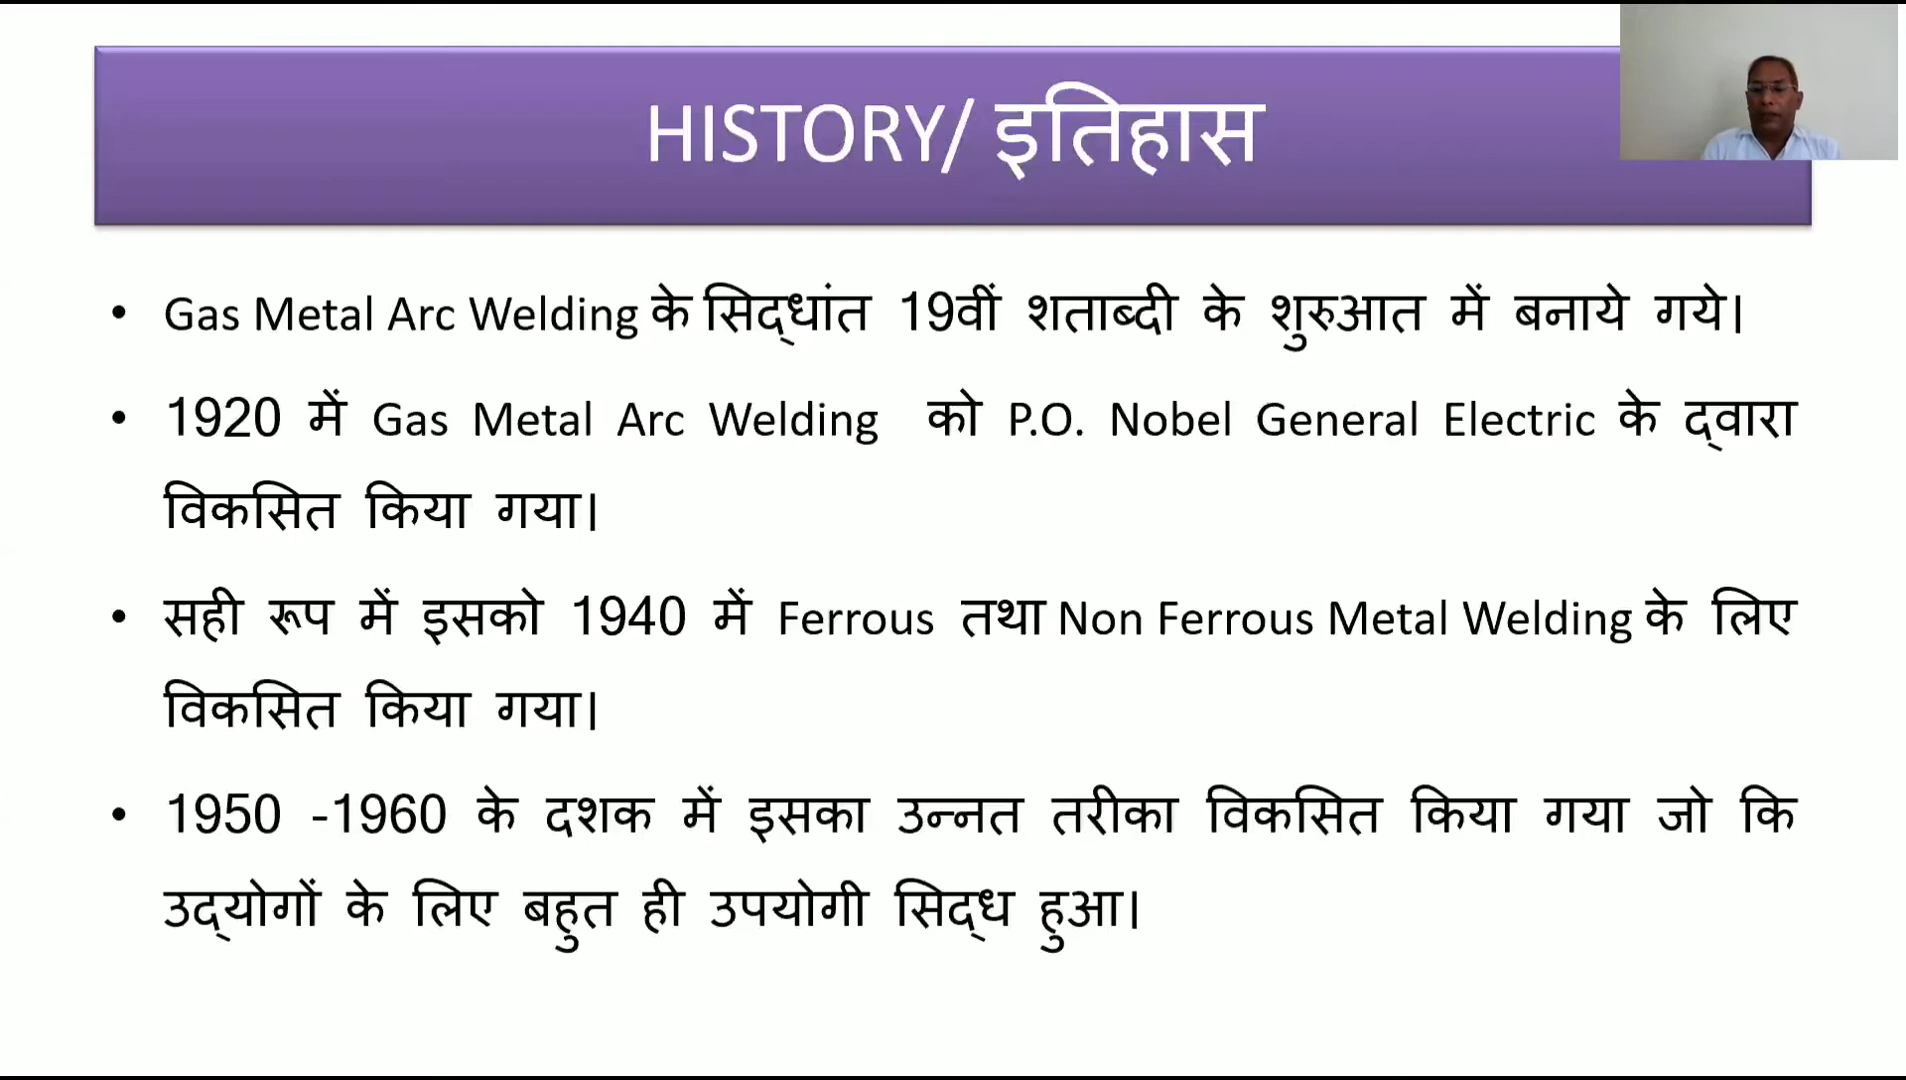 HISTORY/ इतिहास
• Gas Metal Arc Welding के सिद्धांत 19वीं शताब्दी के शुरुआत में बनाये गये।
• 1920 में Gas Metal Arc Welding को P.O. Nobel General Electric के द्वारा
विकसित किया गया।
• सही रूप में इसको 1940 में Ferrous तथा Non Ferrous Metal Welding के लिए
विकसित किया गया।
• 1950 -1960 के दशक में इसका उन्नत तरीका विकसित किया गया जो कि
उद्योगों के लिए बहुत ही उपयोगी सिद्ध हुआ।